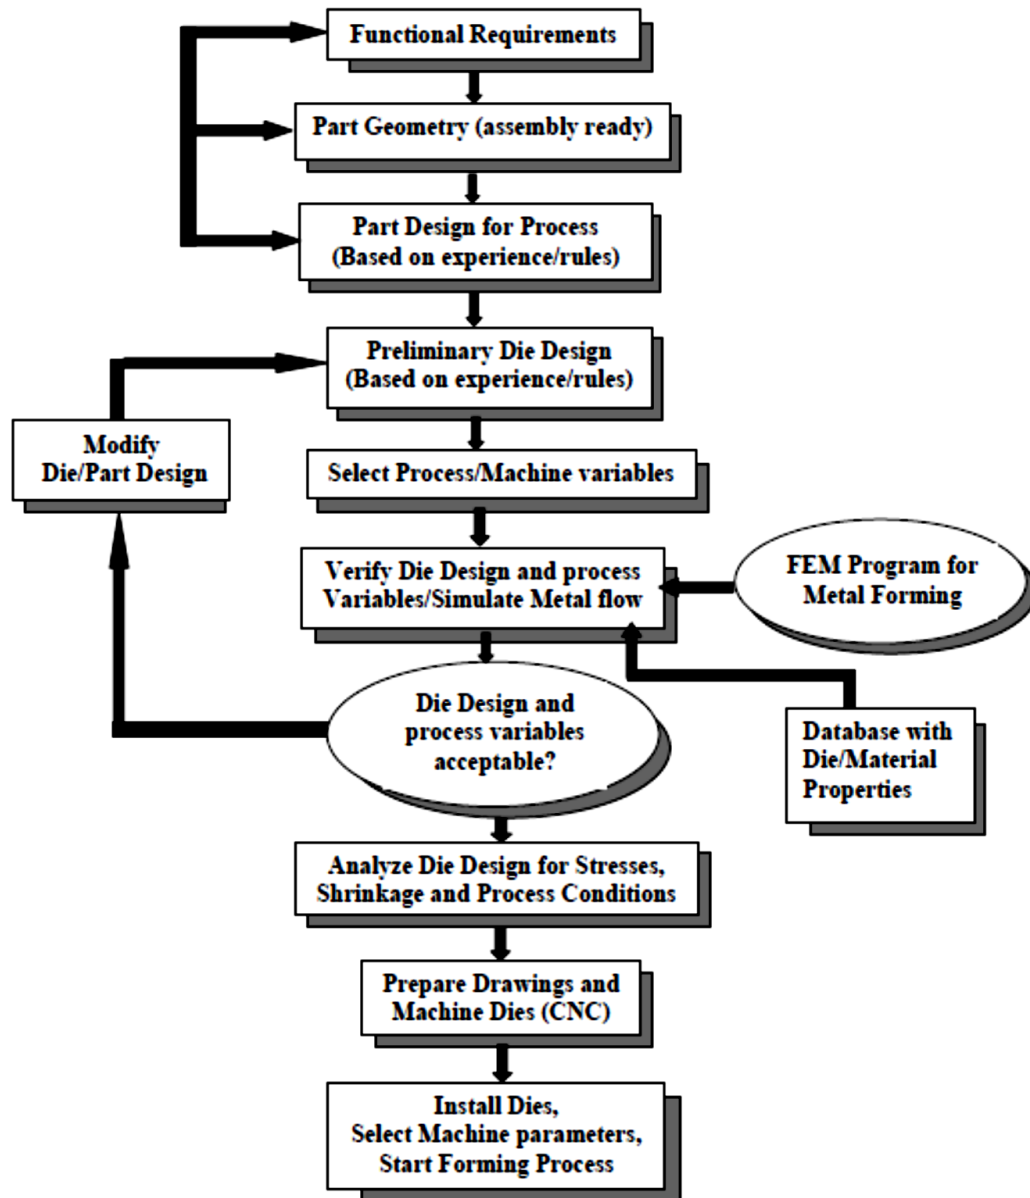 Functional Requirements
Part Geometry (assembly ready)
Part Design for Process
(Based on experience/rules)
Preliminary Die Design
(Based on experience/rules)
Modify
Die/Part Design
Select Process/Machine variables
Verify Die Design and process
Variables/Simulate Metal flow
FEM Program for
Metal Forming
Die Design and
process variables
acceptable?
Database with
Die/Material
Properties
Analyze Die Design for Stresses,
Shrinkage and Process Conditions
Prepare Drawings and
Machine Dies (CNC)
Install Dies,
Select Machine parameters,
Start Forming Process